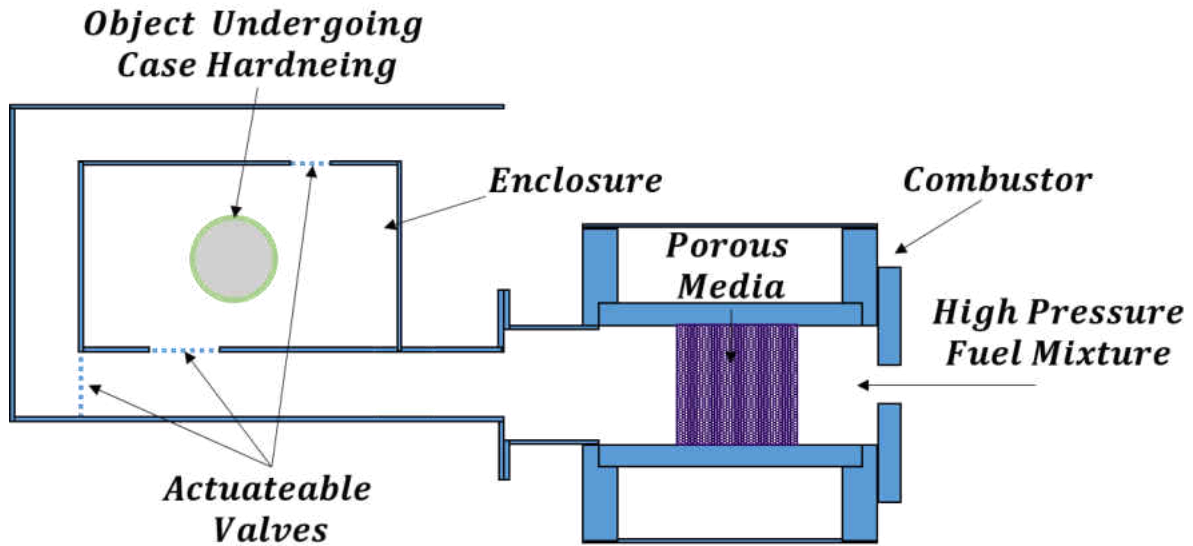 Object Undergoing
Case Hardneing
Enclosure
Combustor
Porous
Media
High Pressure
Fuel Mixture
Actuateable
Valves